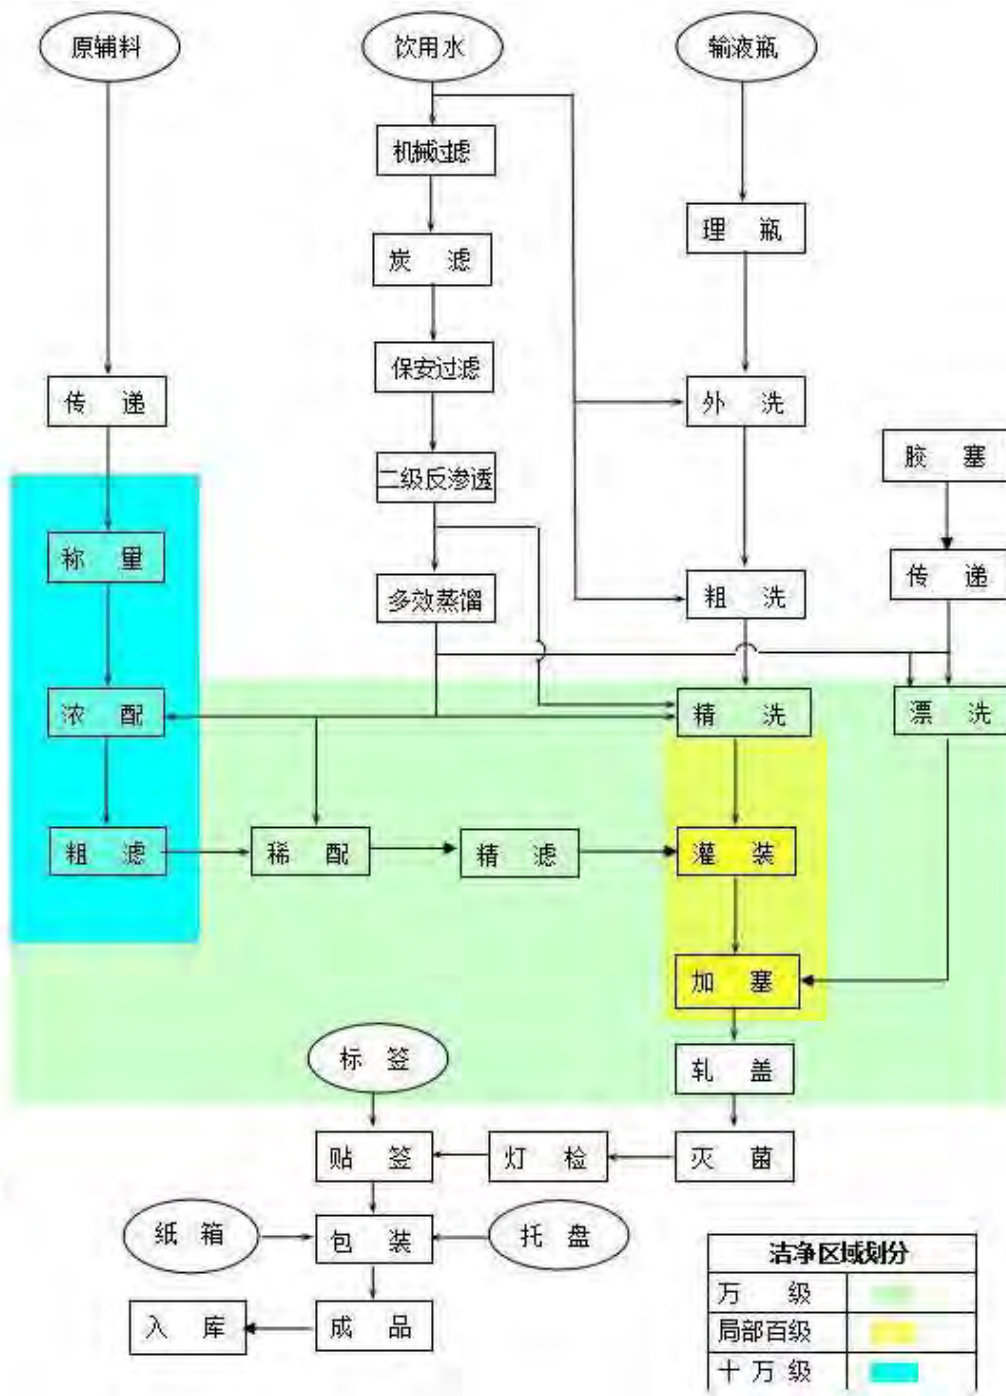 原辅料
饮用水
输液瓶
机械过滤
理瓶
炭滤
保安过滤
传递
外洗
胶塞
二级反渗透
称量
传递
多效蒸馏
粗洗
浓配
精洗
漂洗
粗滤
稀配
精滤
灌装
加塞
标签
轧盖
贴签
灯检
灭菌
纸箱
包装
托盘
入库
成品
洁净区域划分
万级
局部百级
十万级